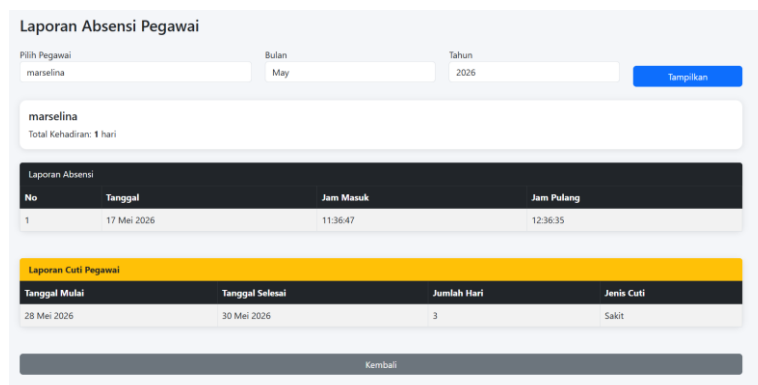 Laporan Absensi Pegawai
Pilih Pegawai Bulan Tahun
marselina May 2026 Tampilkan
marselina
Total Kehadiran: 1 hari
Laporan Absensi
No Tanggal Jam Masuk Jam Pulang
1 17 Mei 2026 11:36:47 12:36:35
Laporan Cuti Pegawai
Tanggal Mulai Tanggal Selesai Jumlah Hari Jenis Cuti
28 Mei 2026 30 Mei 2026 3 Sakit
Kembali